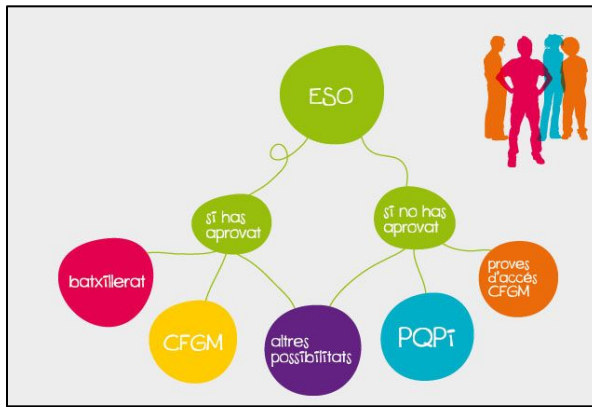 ESO
si has
aprovat
si no has
aprovat
batxillerat
CFGM
altres
possibilitats
PQPi
proves
d'accés
CFGM